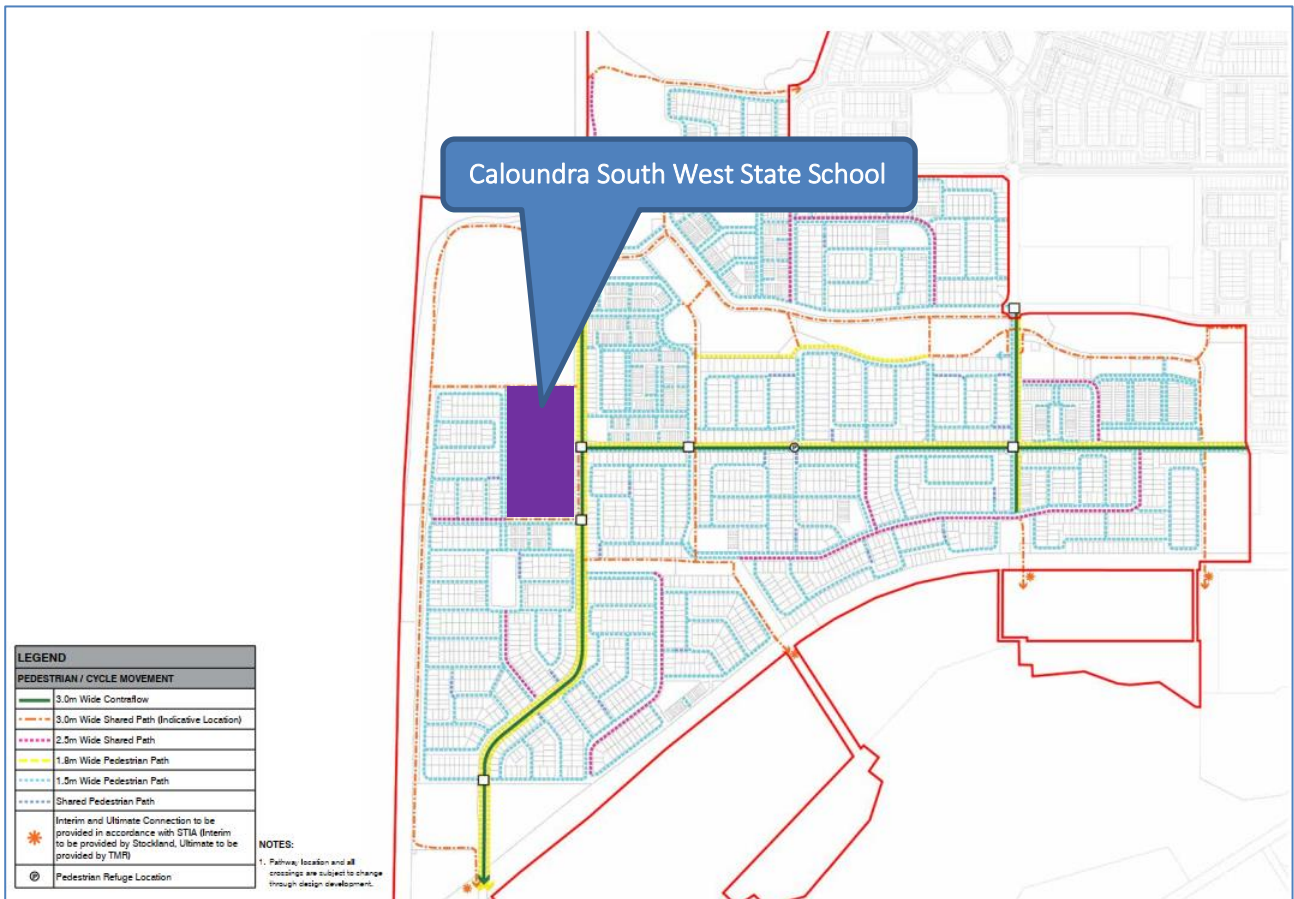 Caloundra South West State School
LEGEND
PEDESTRIAN / CYCLE MOVEMENT
3.0m Wide Contraflow
3.0m Wide Shared Path (Indicative Location)
2.5m Wide Shared Path
1.8m Wide Pedestrian Path
1.5m Wide Pedestrian Path
Shared Pedestrian Path
Interim and Ultimate Connection to be
provided in accordance with STIA (Interim
to be provided by Stockland, Ultimate to be
provided by TMR)
P
Pedestrian Refuge Location
NOTES:
1. Pathway location and all
crossings are subject to change
through design development.
P